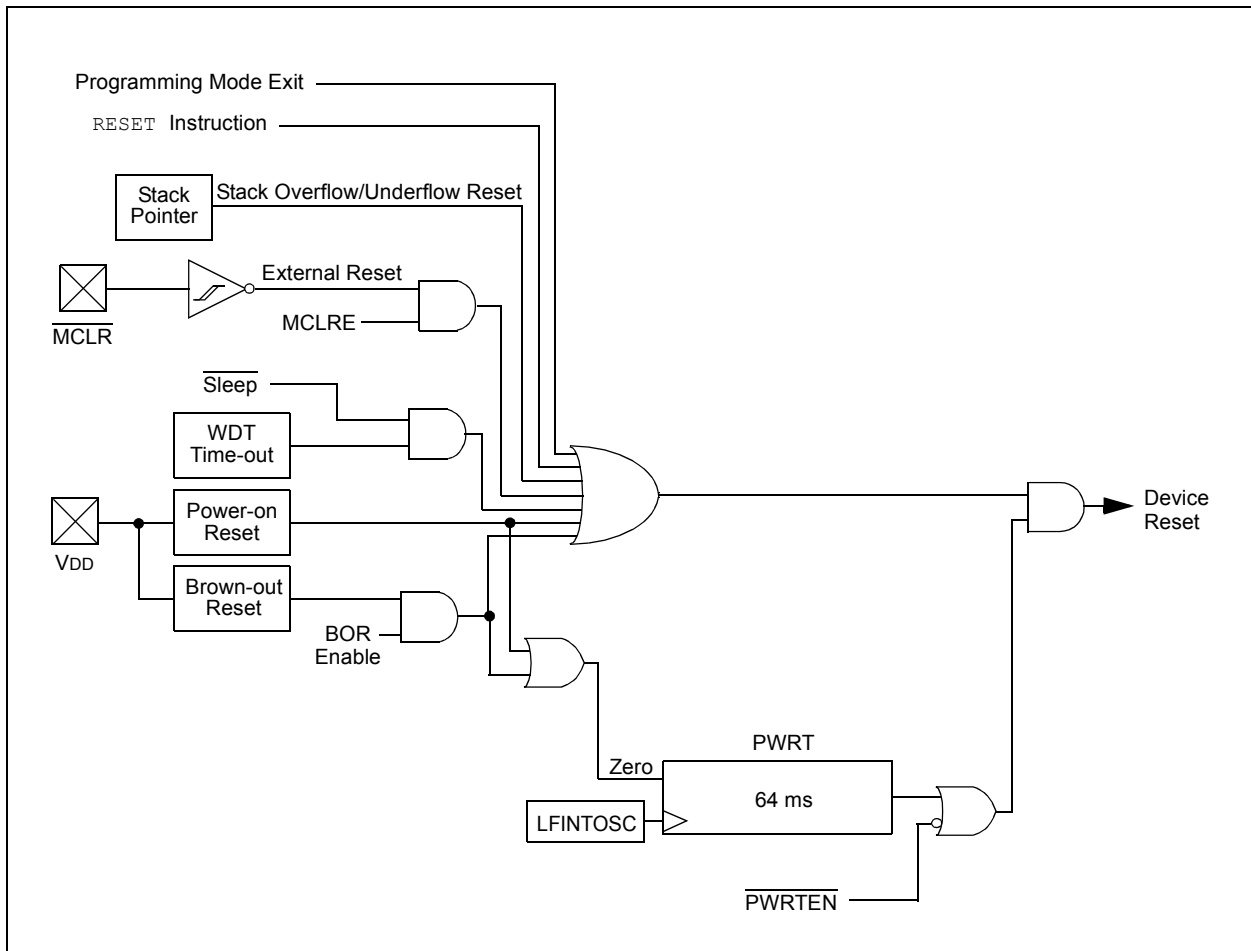 Programming Mode Exit
RESET Instruction
Stack
Pointer
Stack Overflow/Underflow Reset
External Reset
MCLR
MCLRE
Sleep
WDT
Time-out
VDD
Power-on
Reset
Brown-out
Reset
BOR
Enable
Device
Reset
PWRT
Zero
64 ms
LFINTOSC
PWRTEN